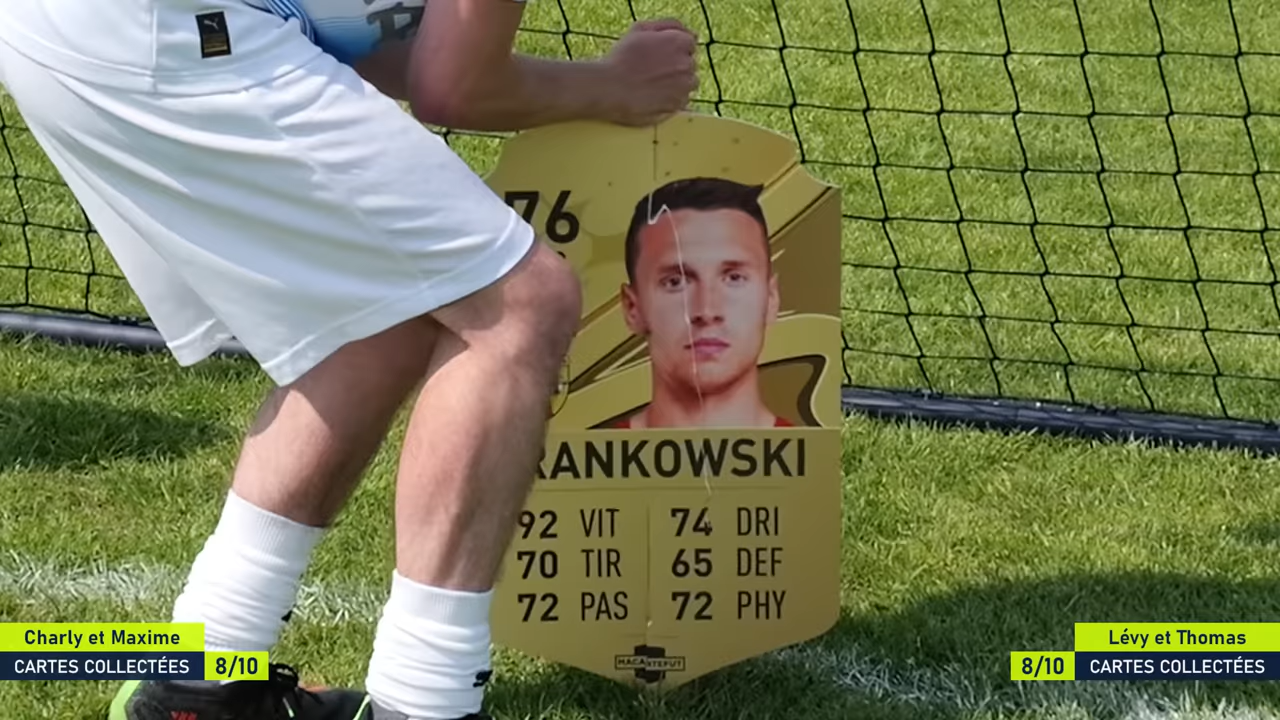 76
RANKOWSKI
92 VIT 74 DRI
70 TIR 65 DEF
72 PAS 72 PHY
MACARTEFUT
Charly et Maxime
CARTES COLLECTÉES 8/10
Lévy et Thomas
8/10 CARTES COLLECTÉES